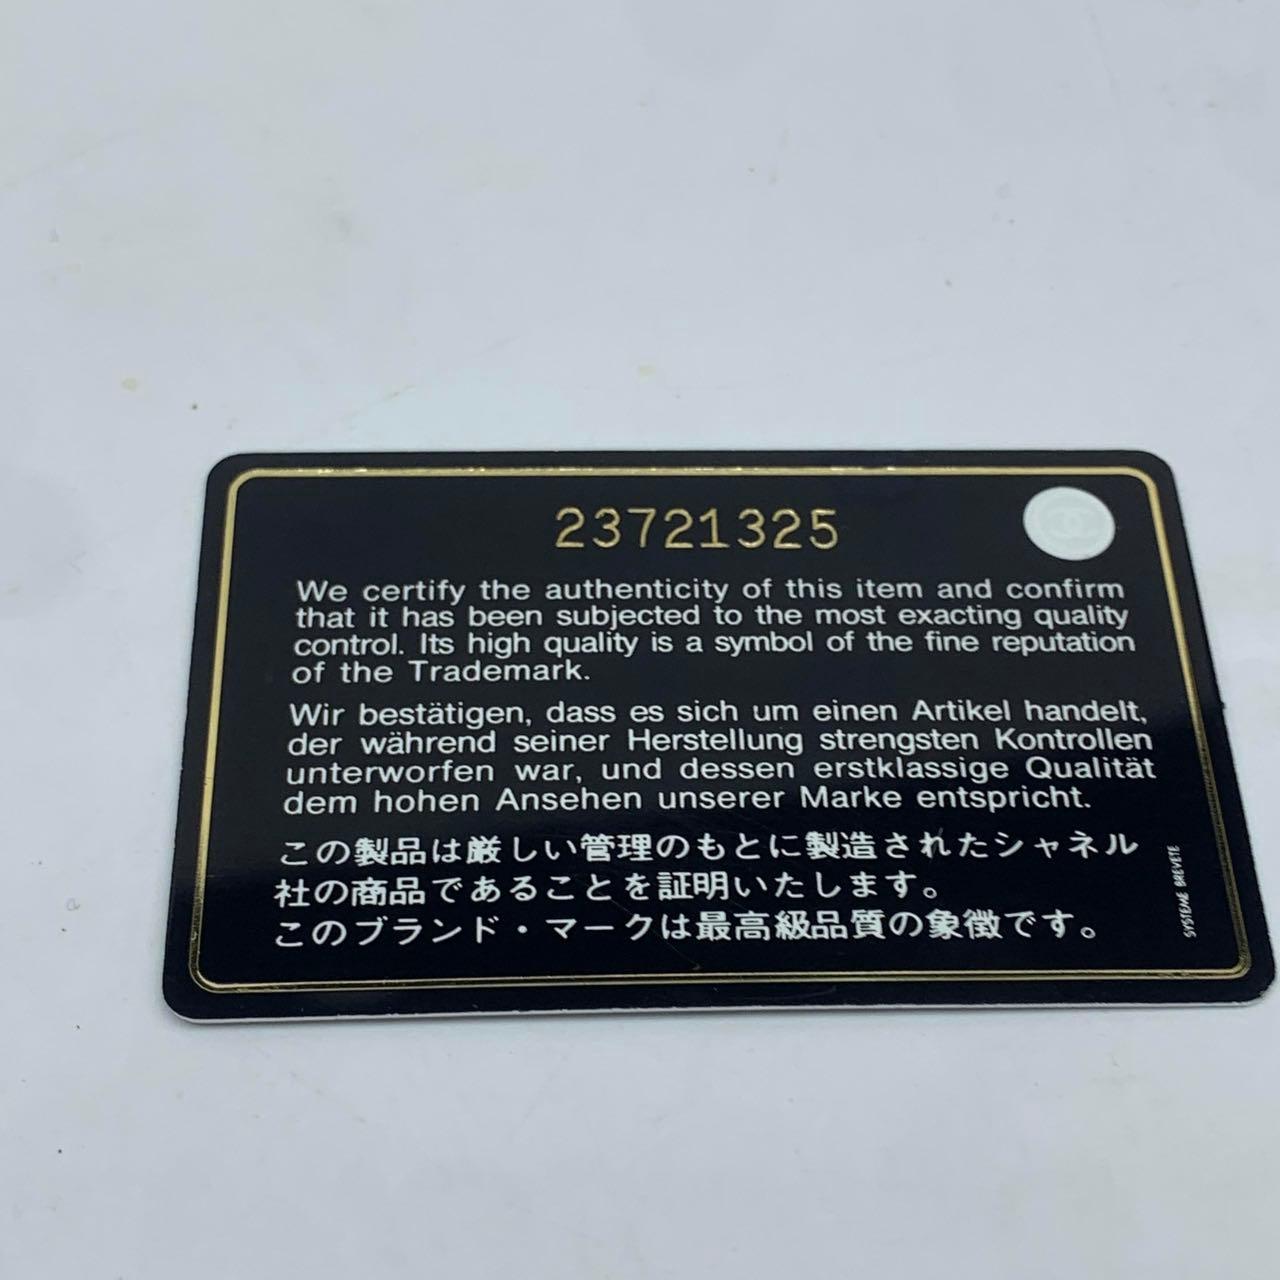 23721325
We certify the authenticity of this item and confirm
that it has been subjected to the most exacting quality
control. Its high quality is a symbol of the fine reputation
of the Trademark.
Wir bestätigen, dass es sich um einen Artikel handelt,
der während seiner Herstellung strengsten Kontrollen
unterworfen war, und dessen erstklassige Qualität
dem hohen Ansehen unserer Marke entspricht.
この製品は厳しい管理のもとに製造されたシャネル
社の商品であることを証明いたします。
このブランド・マークは最高級品質の象徴です。
SYSTEME BREVETE